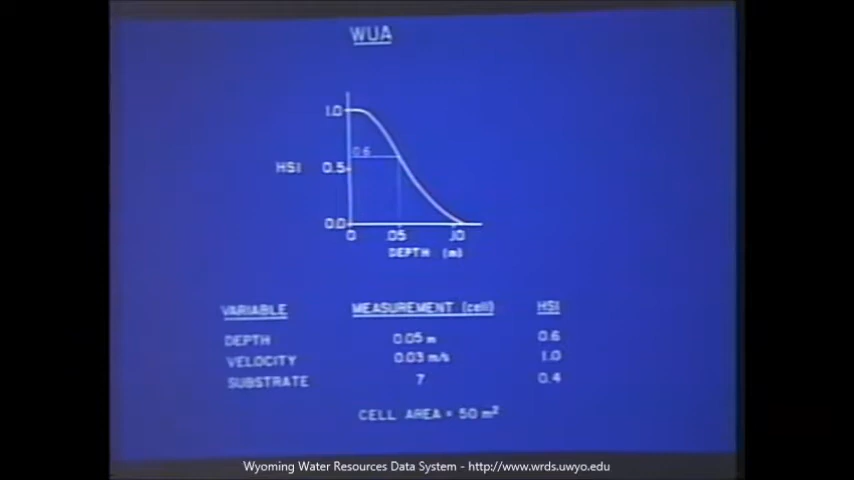 WUA
1.0
0.6
HSI 0.5
0.0
0 .05 .10
DEPTH (m)
VARIABLE MEASUREMENT (cell) HSI
DEPTH 0.05 m 0.6
VELOCITY 0.03 m/s 1.0
SUBSTRATE 7 0.4
CELL AREA = 50 m²
Wyoming Water Resources Data System - http://www.wrds.uwyo.edu